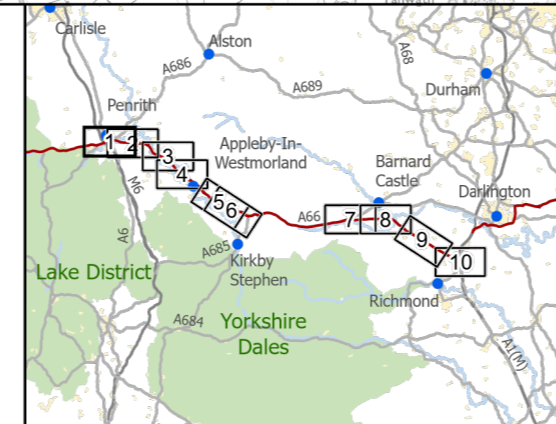 Carlisle
Alston
A686
A689
A68
Durham
Penrith
1
2
3
4
5
6
Appleby-In-
Westmorland
Barnard
Castle
Darlington
A66
7
8
9
10
M6
A6
A685
Kirkby
Stephen
Lake District
Richmond
A684
Yorkshire
Dales
A1(M)